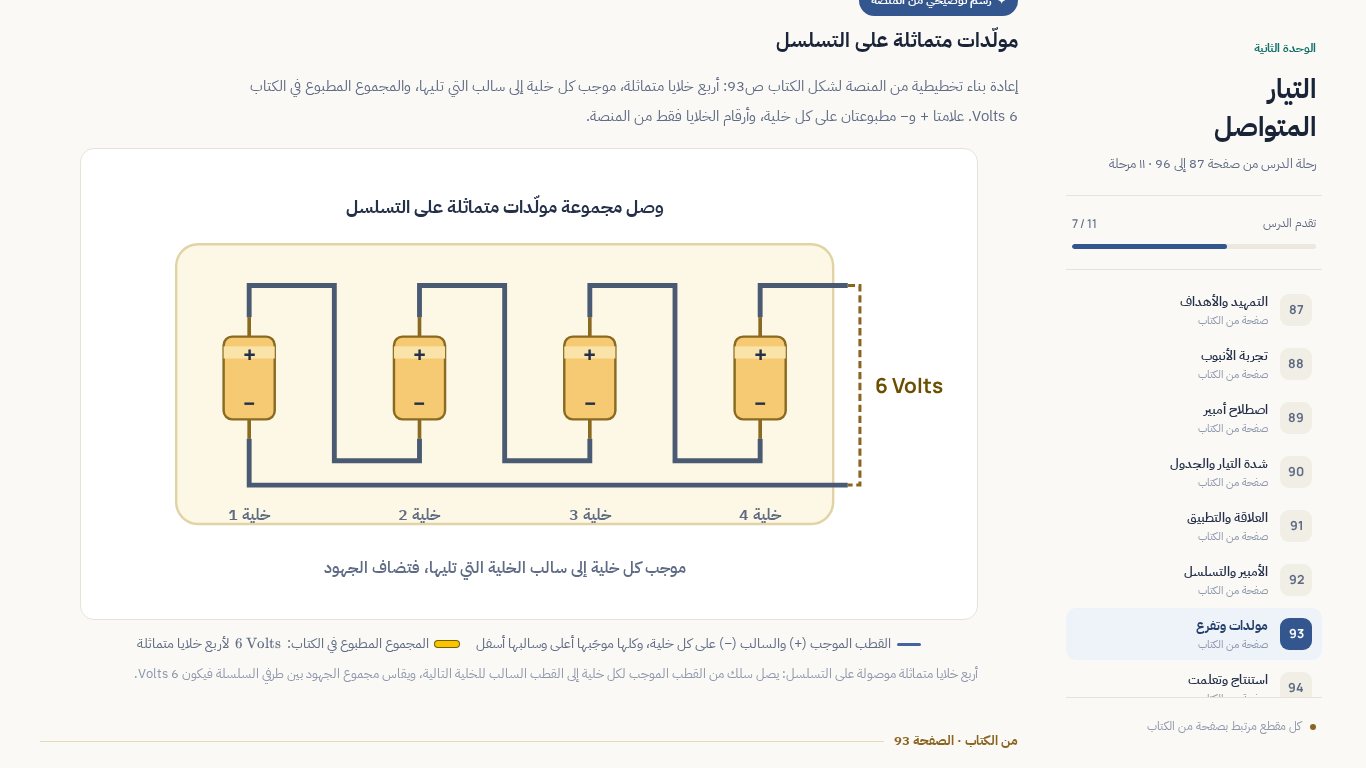 الوحدة الثانية
التيار
المتواصل
رحلة الدرس من صفحة 87 إلى 96 · ١١ مرحلة
تقدم الدرس
7 / 11
87
التمهيد والأهداف
صفحة من الكتاب
88
تجربة الأنبوب
صفحة من الكتاب
89
اصطلاح أمبير
صفحة من الكتاب
90
شدة التيار والجدول
صفحة من الكتاب
91
العلاقة والتطبيق
صفحة من الكتاب
92
الأمبير والتسلسل
صفحة من الكتاب
93
مولدات وتفرع
صفحة من الكتاب
94
استنتاج وتعلمت
كل مقطع مرتبط بصفحة من الكتاب
رسم توضيحي من المنصة
مولّدات متماثلة على التسلسل
إعادة بناء تخطيطية من المنصة لشكل الكتاب ص93: أربع خلايا متماثلة، موجب كل خلية إلى سالب التي تليها، والمجموع المطبوع في الكتاب
6 Volts. علامتا + و− مطبوعتان على كل خلية، وأرقام الخلايا فقط من المنصة.
وصل مجموعة مولّدات متماثلة على التسلسل
+ + + +
− − − −
6 Volts
خلية 1
خلية 2
خلية 3
خلية 4
موجب كل خلية إلى سالب الخلية التي تليها، فتضاف الجهود
القطب الموجب (+) والسالب (−) على كل خلية، وكلها موجّبها أعلى وسالبها أسفل
المجموع المطبوع في الكتاب: 6 Volts لأربع خلايا متماثلة
أربع خلايا متماثلة موصولة على التسلسل: يصل سلك من القطب الموجب لكل خلية إلى القطب السالب للخلية التالية، ويقاس مجموع الجهود بين طرفي السلسلة فيكون 6 Volts.
من الكتاب · الصفحة 93